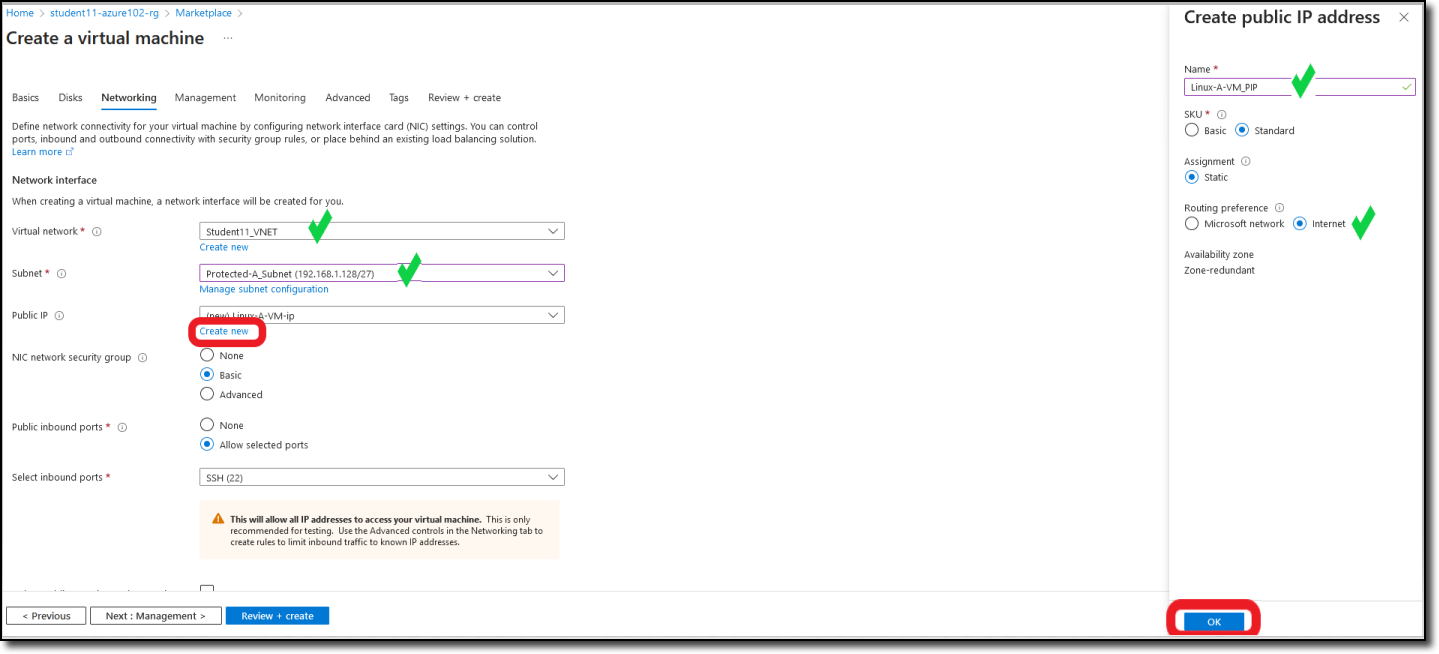 Home > student11-azure102-rg > Marketplace >
Create a virtual machine ...
Basics Disks Networking Management Monitoring Advanced Tags Review + create
Define network connectivity for your virtual machine by configuring network interface card (NIC) settings. You can control
ports, inbound and outbound connectivity with security group rules, or place behind an existing load balancing solution.
Learn more
Network interface
When creating a virtual machine, a network interface will be created for you.
Virtual network *
Student11_VNET
Create new
Subnet *
Protected-A_Subnet (192.168.1.128/27)
Manage subnet configuration
Public IP
(new) Linux-A-VM-ip
Create new
NIC network security group
None
Basic
Advanced
Public inbound ports *
None
Allow selected ports
Select inbound ports *
SSH (22)
This will allow all IP addresses to access your virtual machine. This is only
recommended for testing. Use the Advanced controls in the Networking tab to
create rules to limit inbound traffic to known IP addresses.
< Previous
Next : Management >
Review + create
Create public IP address
Name *
Linux-A-VM_PIP
SKU *
Basic Standard
Assignment
Static
Routing preference
Microsoft network Internet
Availability zone
Zone-redundant
OK